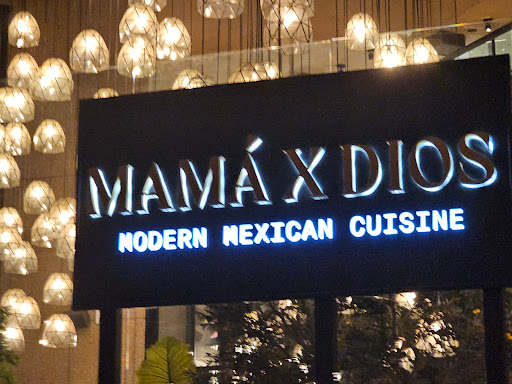 MAMÁ X DIOS
MODERN MEXICAN CUISINE